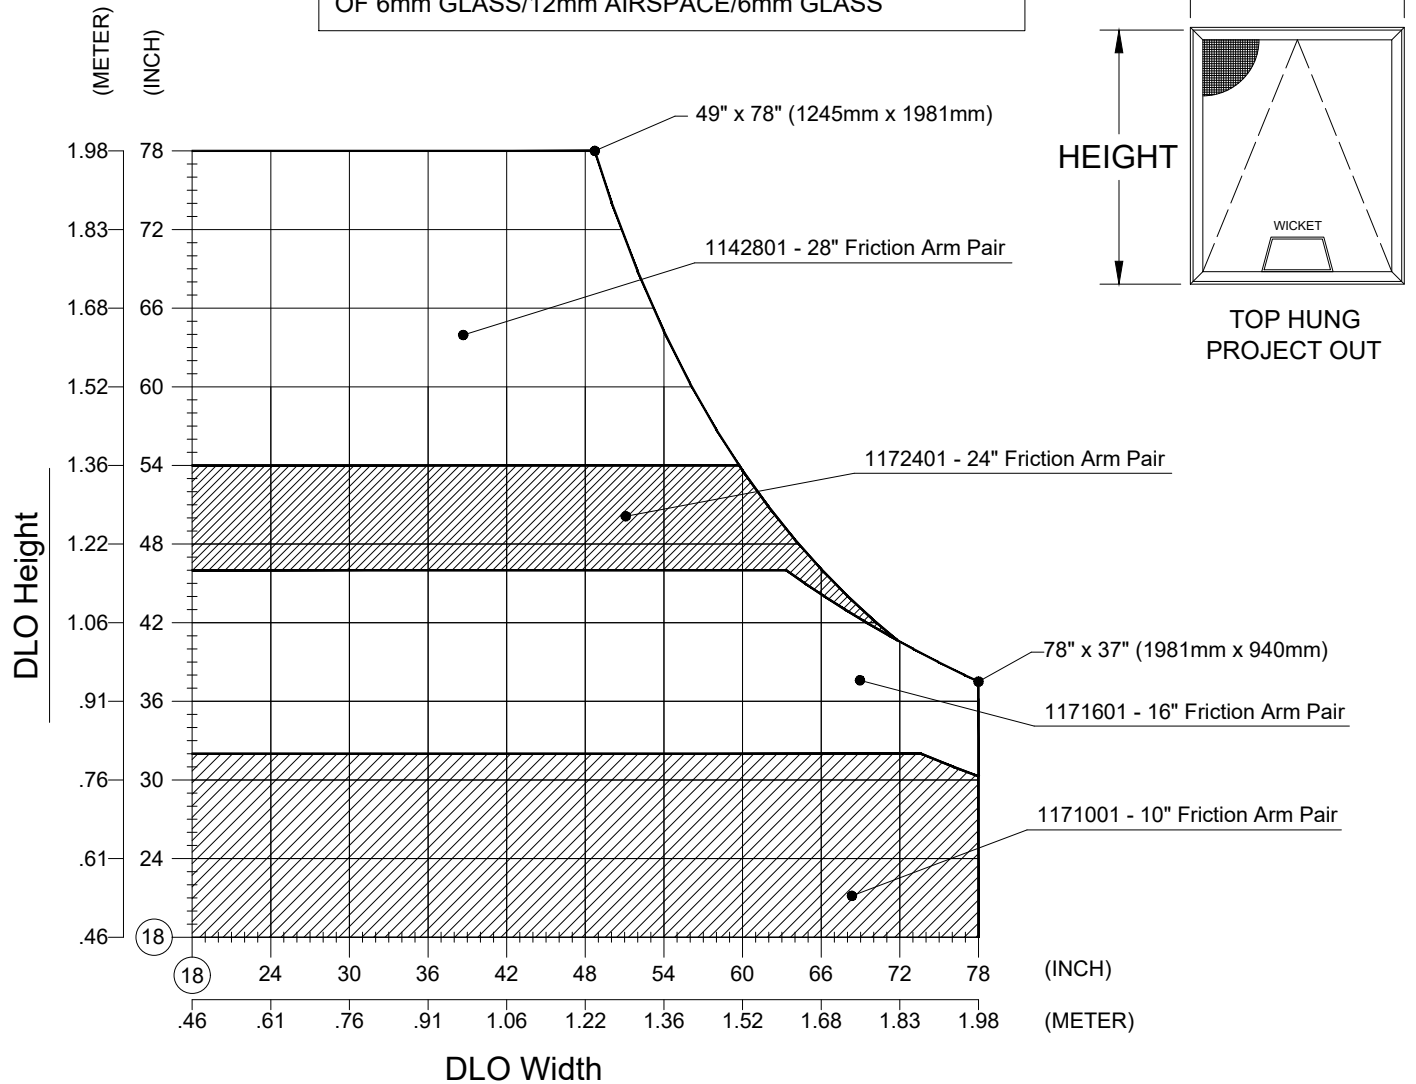 OF 6mm GLASS/12mm AIRSPACE/6mm GLASS
(METER)
(INCH)
49" x 78" (1245mm x 1981mm)
HEIGHT
WICKET
TOP HUNG
PROJECT OUT
1142801 - 28" Friction Arm Pair
1172401 - 24" Friction Arm Pair
78" x 37" (1981mm x 940mm)
1171601 - 16" Friction Arm Pair
1171001 - 10" Friction Arm Pair
DLO Height
1.98 78
1.83 72
1.68 66
1.52 60
1.36 54
1.22 48
1.06 42
.91 36
.76 30
.61 24
.46 18
18 24 30 36 42 48 54 60 66 72 78 (INCH)
.46 .61 .76 .91 1.06 1.22 1.36 1.52 1.68 1.83 1.98 (METER)
DLO Width